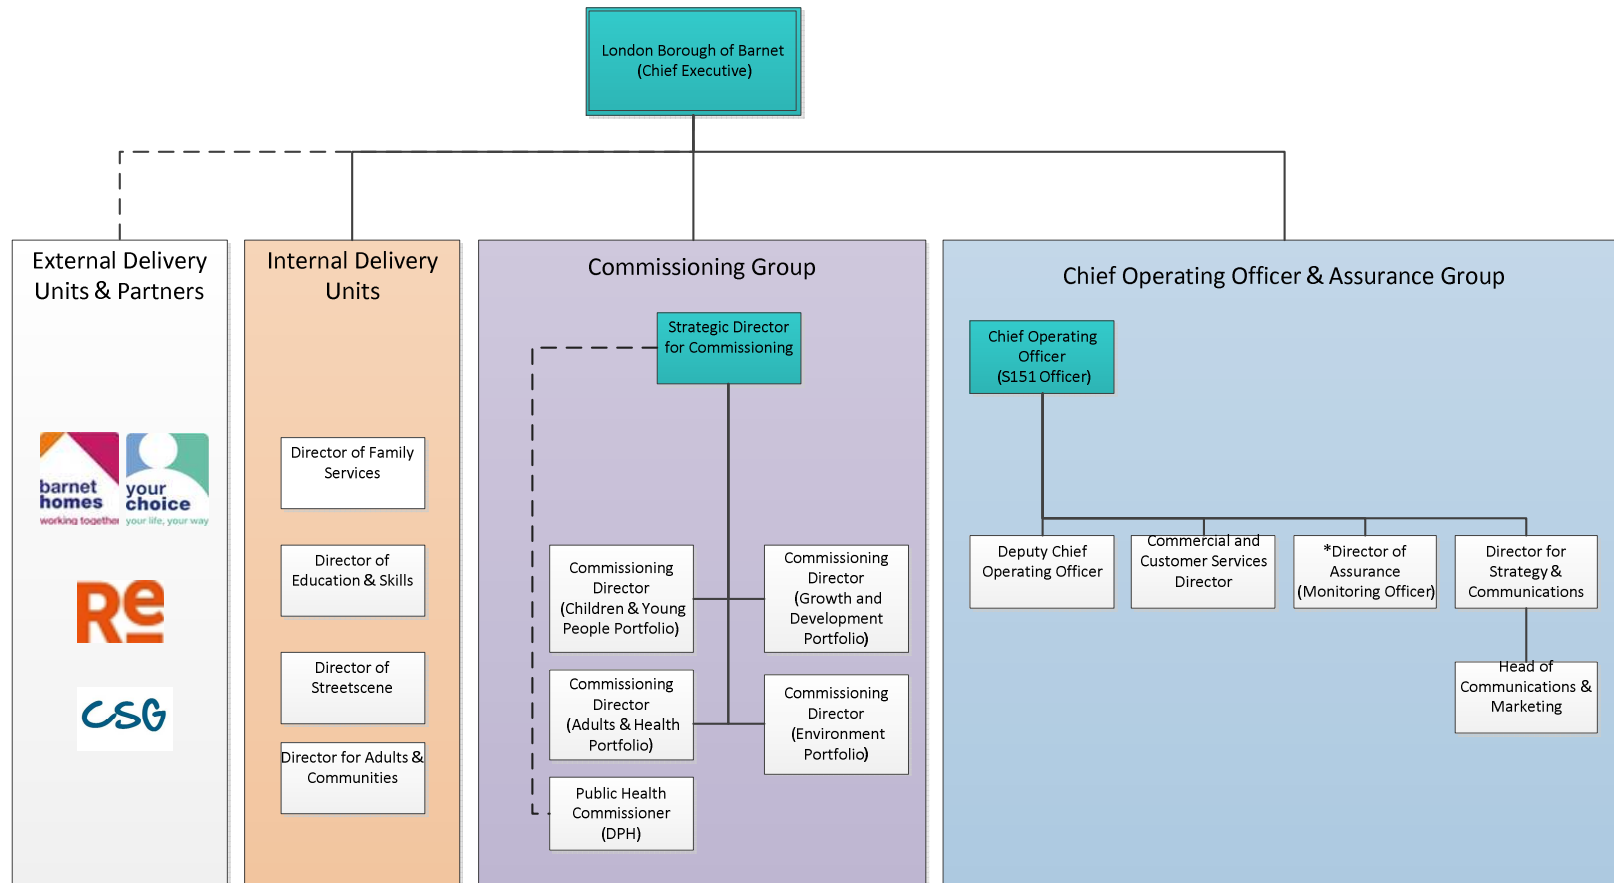 London Borough of Barnet
(Chief Executive)
External Delivery
Units & Partners
barnet
homes
working together
your
choice
your life, your way
Re
CSG
Internal Delivery
Units
Director of Family
Services
Director of
Education & Skills
Director of
Streetscene
Director for Adults &
Communities
Commissioning Group
Strategic Director
for Commissioning
Commissioning
Director
(Children & Young
People Portfolio)
Commissioning
Director
(Growth and
Development
Portfolio)
Commissioning
Director
(Adults & Health
Portfolio)
Commissioning
Director
(Environment
Portfolio)
Public Health
Commissioner
(DPH)
Chief Operating Officer & Assurance Group
Chief Operating
Officer
(S151 Officer)
Deputy Chief
Operating Officer
Commercial and
Customer Services
Director
*Director of
Assurance
(Monitoring Officer)
Director for
Strategy &
Communications
Head of
Communications &
Marketing